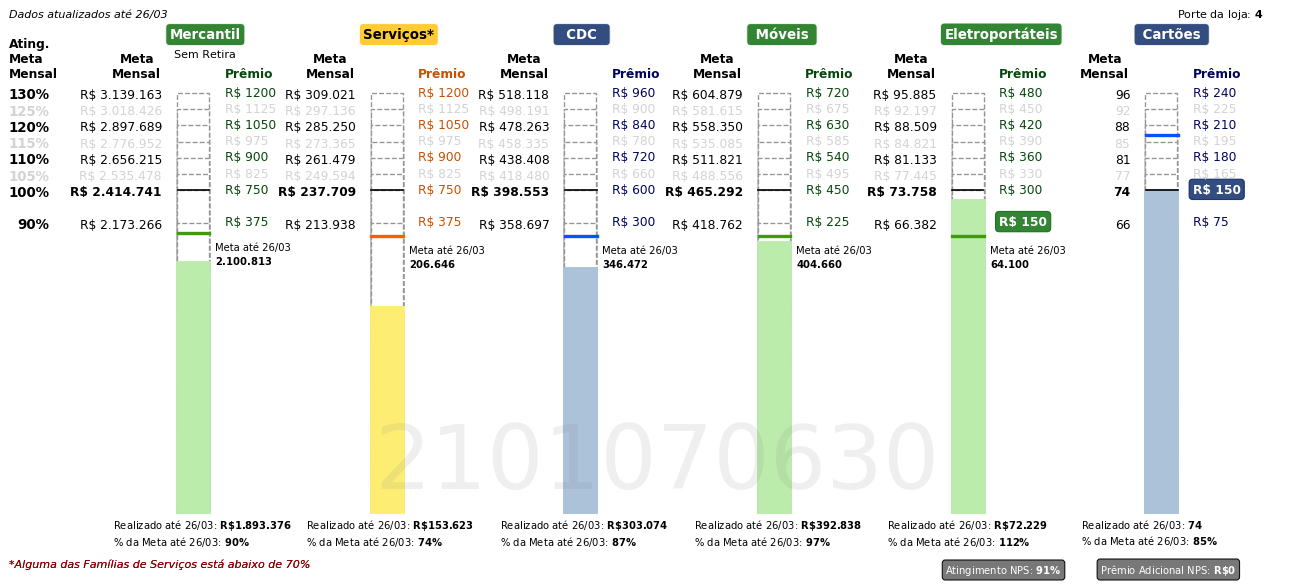 Dados atualizados até 26/03 Porte da loja: 4
Mercantil Serviços* CDC Móveis Eletroportáteis Cartões
Sem Retira
Ating. Meta Mensal Meta Mensal Prêmio Meta Mensal Prêmio Meta Mensal Prêmio Meta Mensal Prêmio Meta Mensal Prêmio Meta Mensal Prêmio
130% R$ 3.139.163 R$ 1200 R$ 309.021 R$ 1200 R$ 518.118 R$ 960 R$ 604.879 R$ 720 R$ 95.885 R$ 480 96 R$ 240
125% R$ 3.018.426 R$ 1125 R$ 297.136 R$ 1125 R$ 498.191 R$ 900 R$ 581.615 R$ 675 R$ 92.197 R$ 450 92 R$ 225
120% R$ 2.897.689 R$ 1050 R$ 285.250 R$ 1050 R$ 478.263 R$ 840 R$ 558.350 R$ 630 R$ 88.509 R$ 420 88 R$ 210
115% R$ 2.776.952 R$ 975 R$ 273.365 R$ 975 R$ 458.335 R$ 780 R$ 535.085 R$ 585 R$ 84.821 R$ 390 85 R$ 195
110% R$ 2.656.215 R$ 900 R$ 261.479 R$ 900 R$ 438.408 R$ 720 R$ 511.821 R$ 540 R$ 81.133 R$ 360 81 R$ 180
105% R$ 2.535.478 R$ 825 R$ 249.594 R$ 825 R$ 418.480 R$ 660 R$ 488.556 R$ 495 R$ 77.445 R$ 330 77 R$ 165
100% R$ 2.414.741 R$ 750 R$ 237.709 R$ 750 R$ 398.553 R$ 600 R$ 465.292 R$ 450 R$ 73.758 R$ 300 74 R$ 150
90% R$ 2.173.266 R$ 375 R$ 213.938 R$ 375 R$ 358.697 R$ 300 R$ 418.762 R$ 225 R$ 66.382 R$ 150 66 R$ 75
Meta até 26/03 Meta até 26/03 Meta até 26/03 Meta até 26/03 Meta até 26/03
2.100.813 206.646 346.472 404.660 64.100
2101070630
Realizado até 26/03: R$1.893.376 Realizado até 26/03: R$153.623 Realizado até 26/03: R$303.074 Realizado até 26/03: R$392.838 Realizado até 26/03: R$72.229 Realizado até 26/03: 74
% da Meta até 26/03: 90% % da Meta até 26/03: 74% % da Meta até 26/03: 87% % da Meta até 26/03: 97% % da Meta até 26/03: 112% % da Meta até 26/03: 85%
*Alguma das Famílias de Serviços está abaixo de 70% Atingimento NPS: 91% Prêmio Adicional NPS: R$0